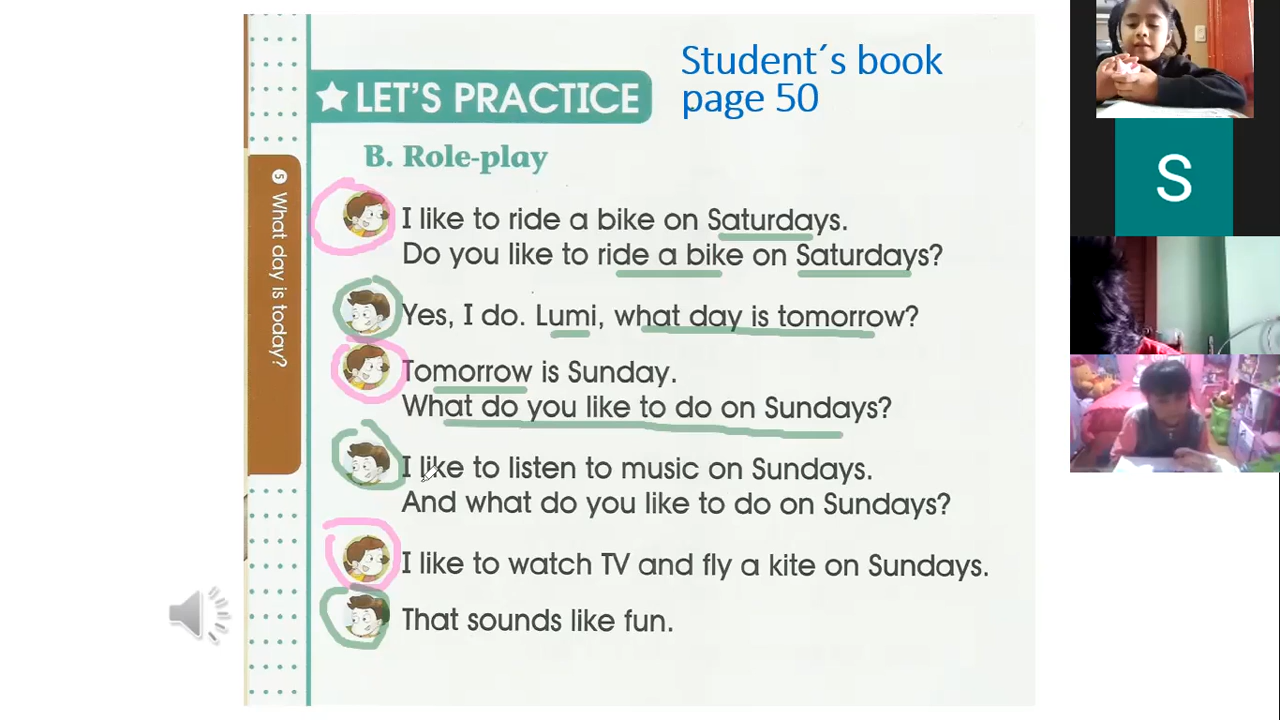 Student´s book
page 50
LET'S PRACTICE
B. Role-play
5 What day is today?
I like to ride a bike on Saturdays.
Do you like to ride a bike on Saturdays?
Yes, I do. Lumi, what day is tomorrow?
Tomorrow is Sunday.
What do you like to do on Sundays?
I like to listen to music on Sundays.
And what do you like to do on Sundays?
I like to watch TV and fly a kite on Sundays.
That sounds like fun.
S